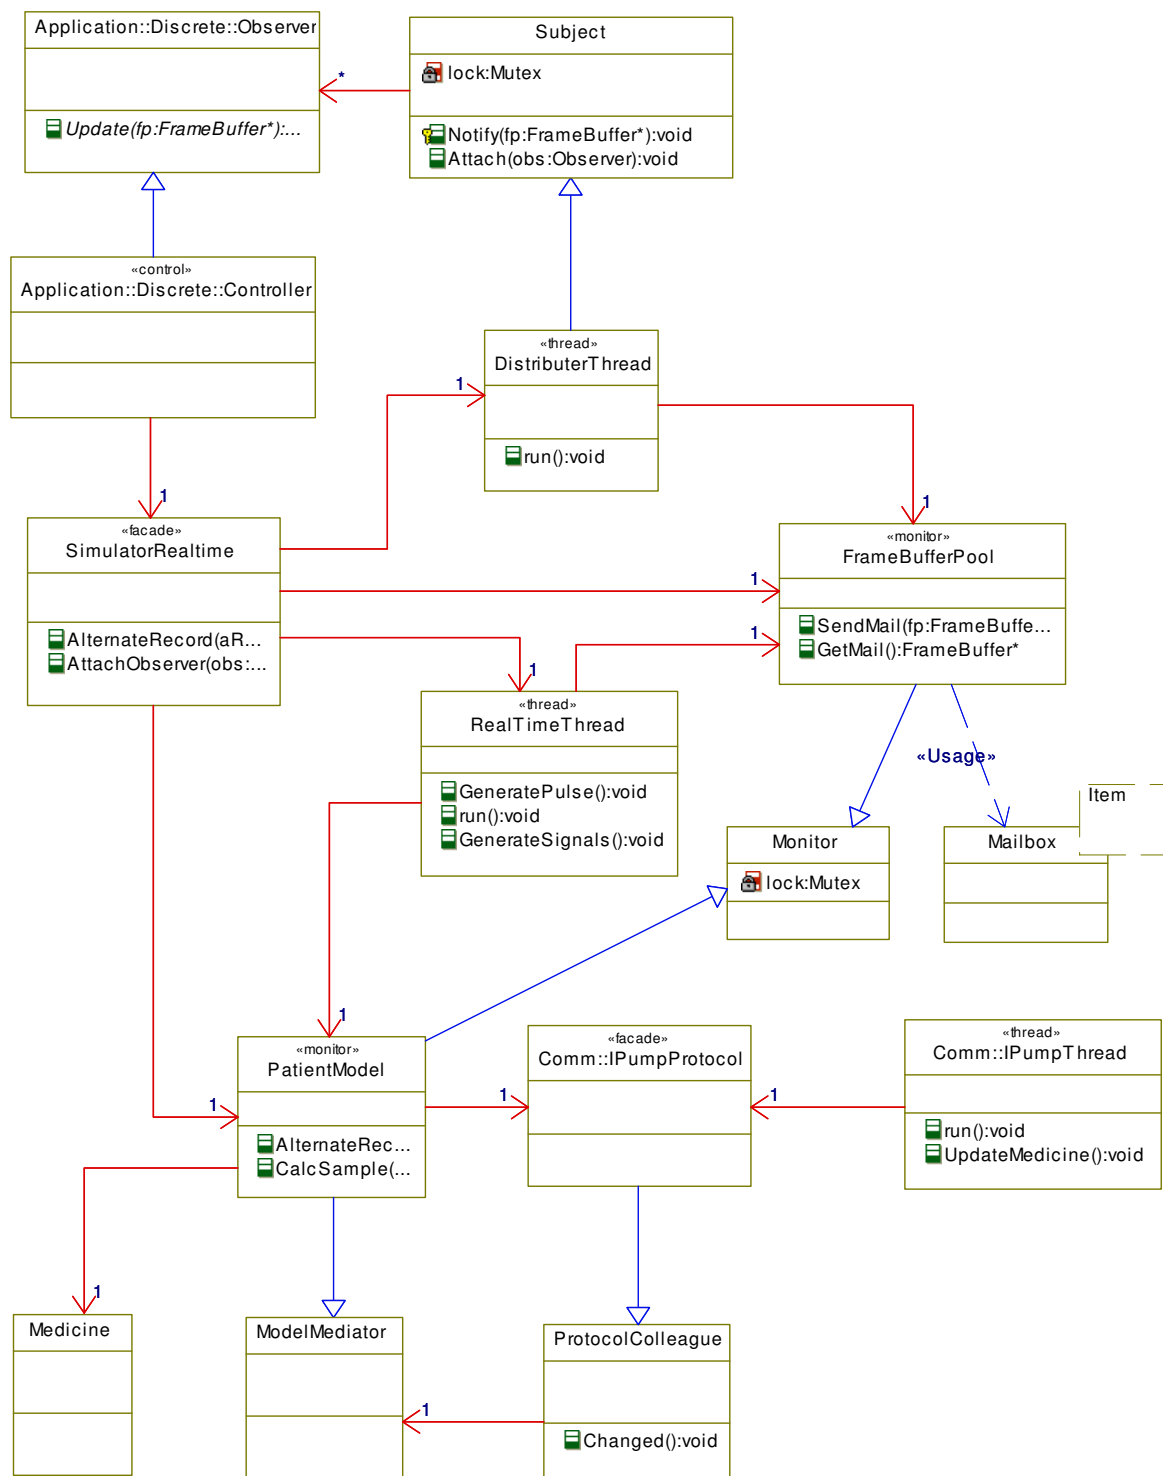 Application::Discrete::Observer
Update(fp:FrameBuffer*):...
Subject
lock:Mutex
Notify(fp:FrameBuffer*):void
Attach(obs:Observer):void
*
«control»
Application::Discrete::Controller
«thread»
DistributerThread
run():void
1
1
1
«facade»
SimulatorRealtime
AlternateRecord(aR...
AttachObserver(obs:...
«monitor»
FrameBufferPool
SendMail(fp:FrameBuffe...
GetMail():FrameBuffer*
1
1
1
«thread»
RealTimeThread
GeneratePulse():void
run():void
GenerateSignals():void
«Usage»
Item
Monitor
lock:Mutex
Mailbox
1
1
«monitor»
PatientModel
AlternateRec...
CalcSample(...
1
«facade»
Comm::IPumpProtocol
1
«thread»
Comm::IPumpThread
run():void
UpdateMedicine():void
1
Medicine
ModelMediator
1
ProtocolColleague
Changed():void